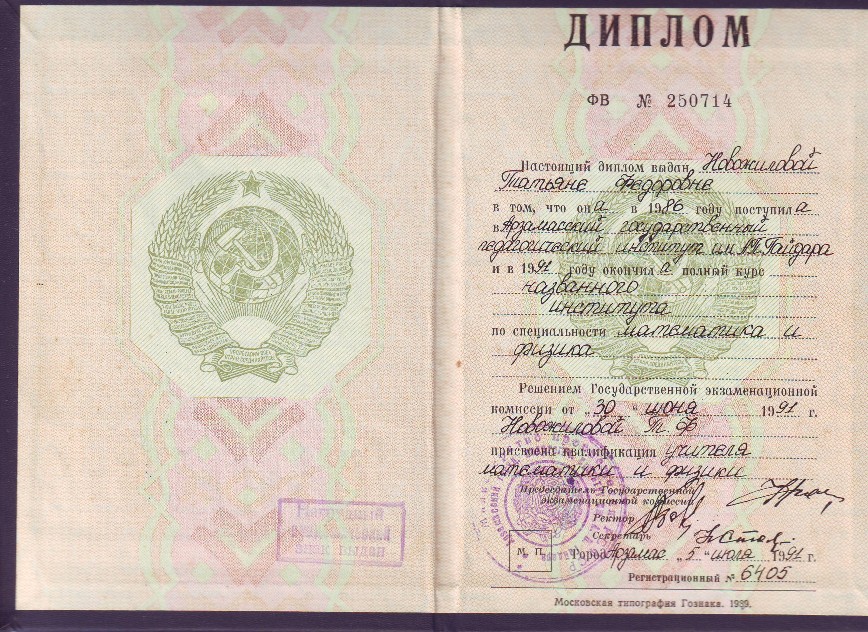 ДИПЛОМ
ФВ № 250714
Настоящий диплом выдан Новожиловой
Татьяне Федоровне
в том, что она в 1986 году поступила
в Арзамасский государственный
педагогический институт им. А.П. Гайдара
и в 1991 году окончила полный курс
названного
института
по специальности математика и
физика
Решением Государственной экзаменационной
комиссии от „30“ июня 1991 г.
Новожиловой Т. Ф.
присвоена квалификация учителя
математики и физики
Председатель Государственной
экзаменационной комиссии
Ректор
Секретарь
М. П.
Город Арзамас „5“ июля 1991 г.
Регистрационный № 6405
Московская типография Гознака. 1989.